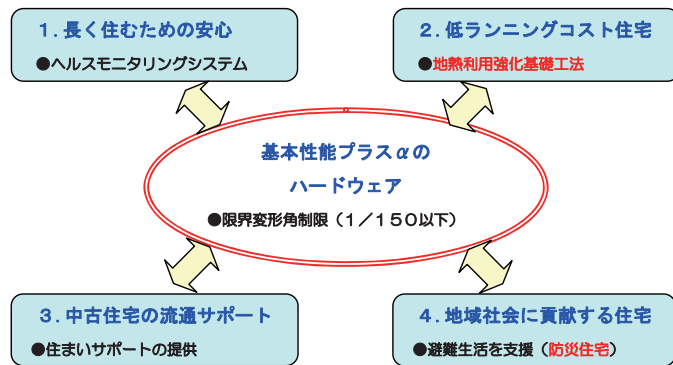 １.長く住むための安心
●ヘルスモニタリングシステム
２.低ランニングコスト住宅
●地熱利用強化基礎工法
基本性能プラスαの
ハードウェア
●限界変形角制限（１／１５０以下）
３.中古住宅の流通サポート
●住まいサポートの提供
４.地域社会に貢献する住宅
●避難生活を支援（防災住宅）